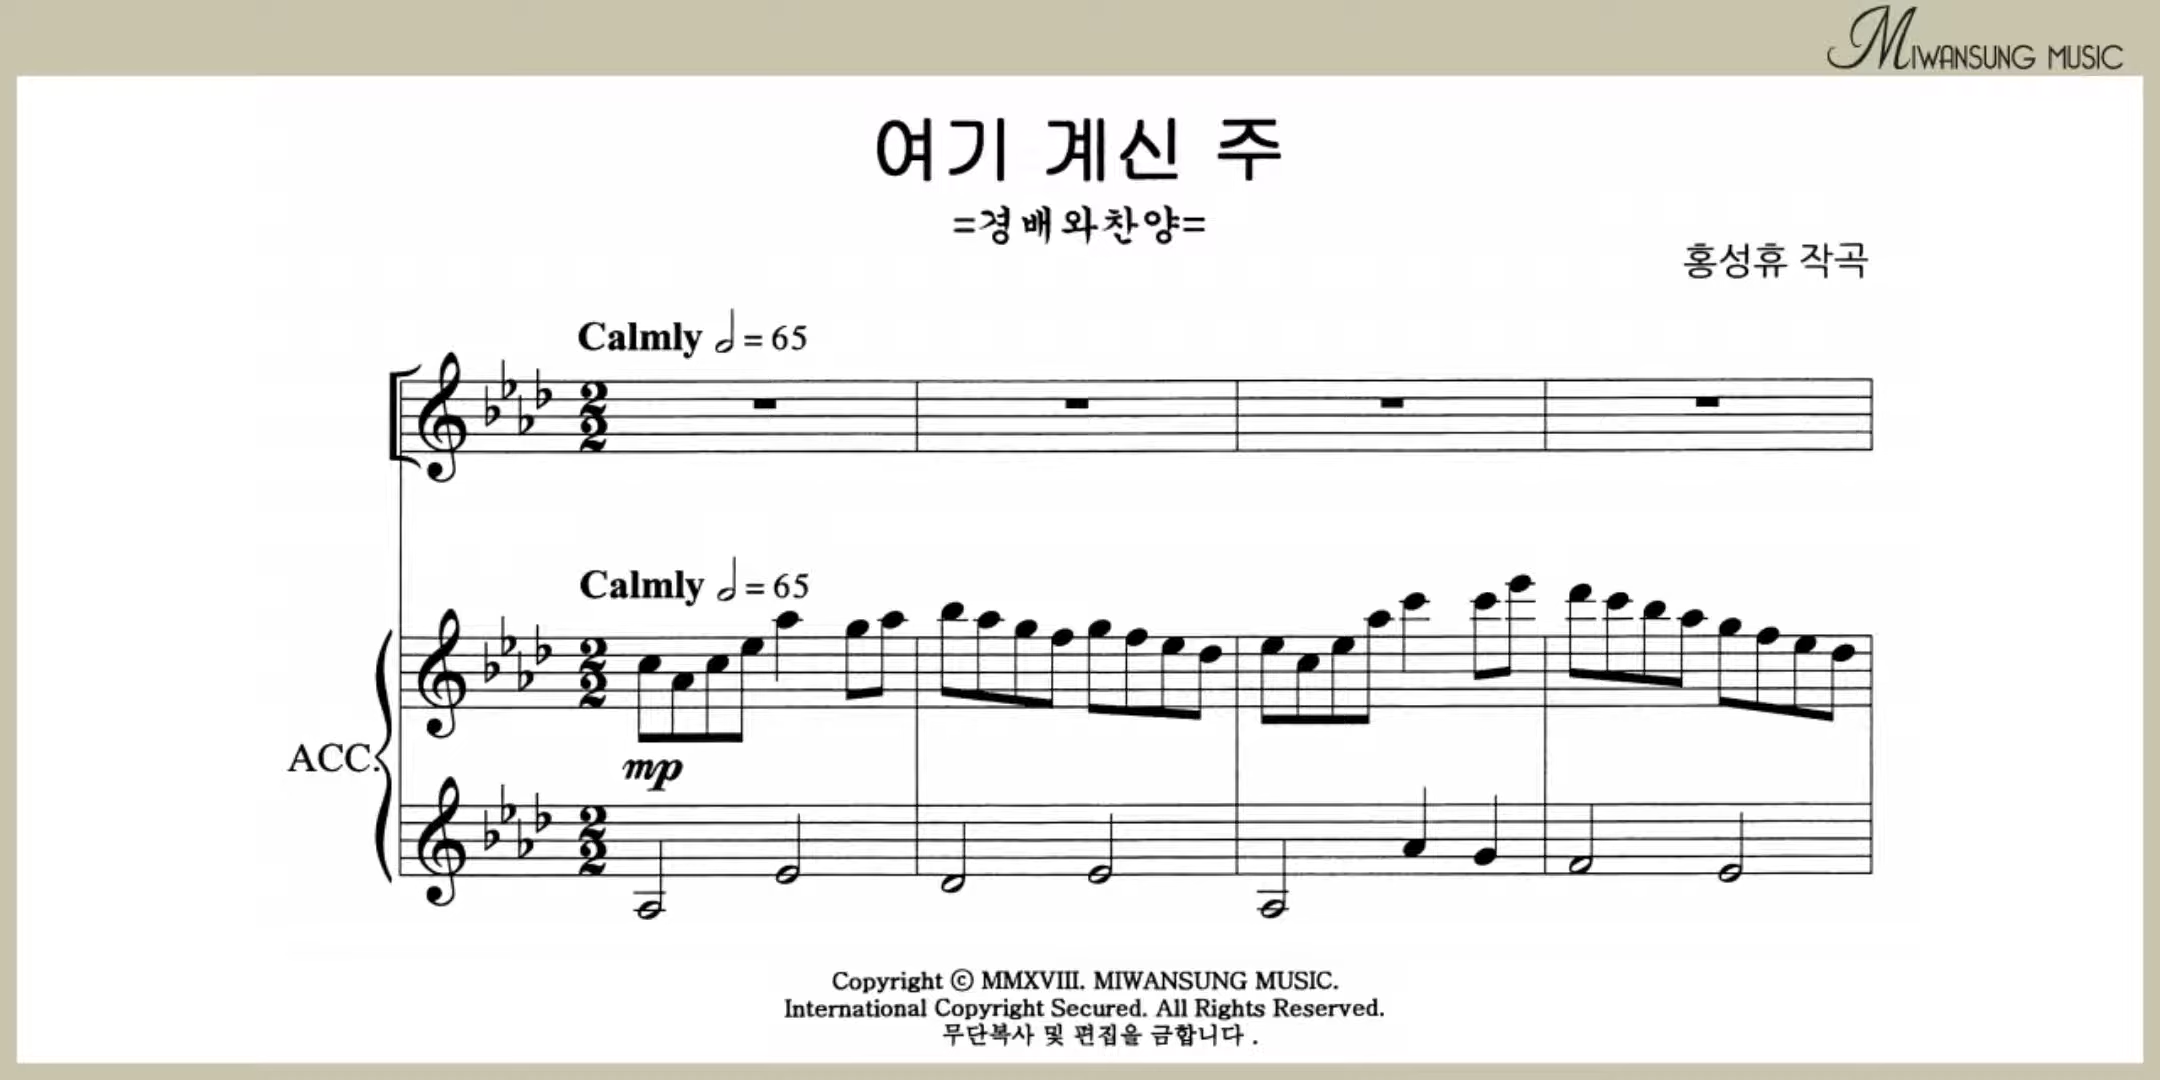 MIWANSUNG MUSIC
여기 계신 주
=경배와찬양=
홍성휴 작곡
Calmly 𝅗𝅥 = 65
Calmly 𝅗𝅥 = 65
mp
ACC.
Copyright ⓒ MMXVIII. MIWANSUNG MUSIC.
International Copyright Secured. All Rights Reserved.
무단복사 및 편집을 금합니다 .